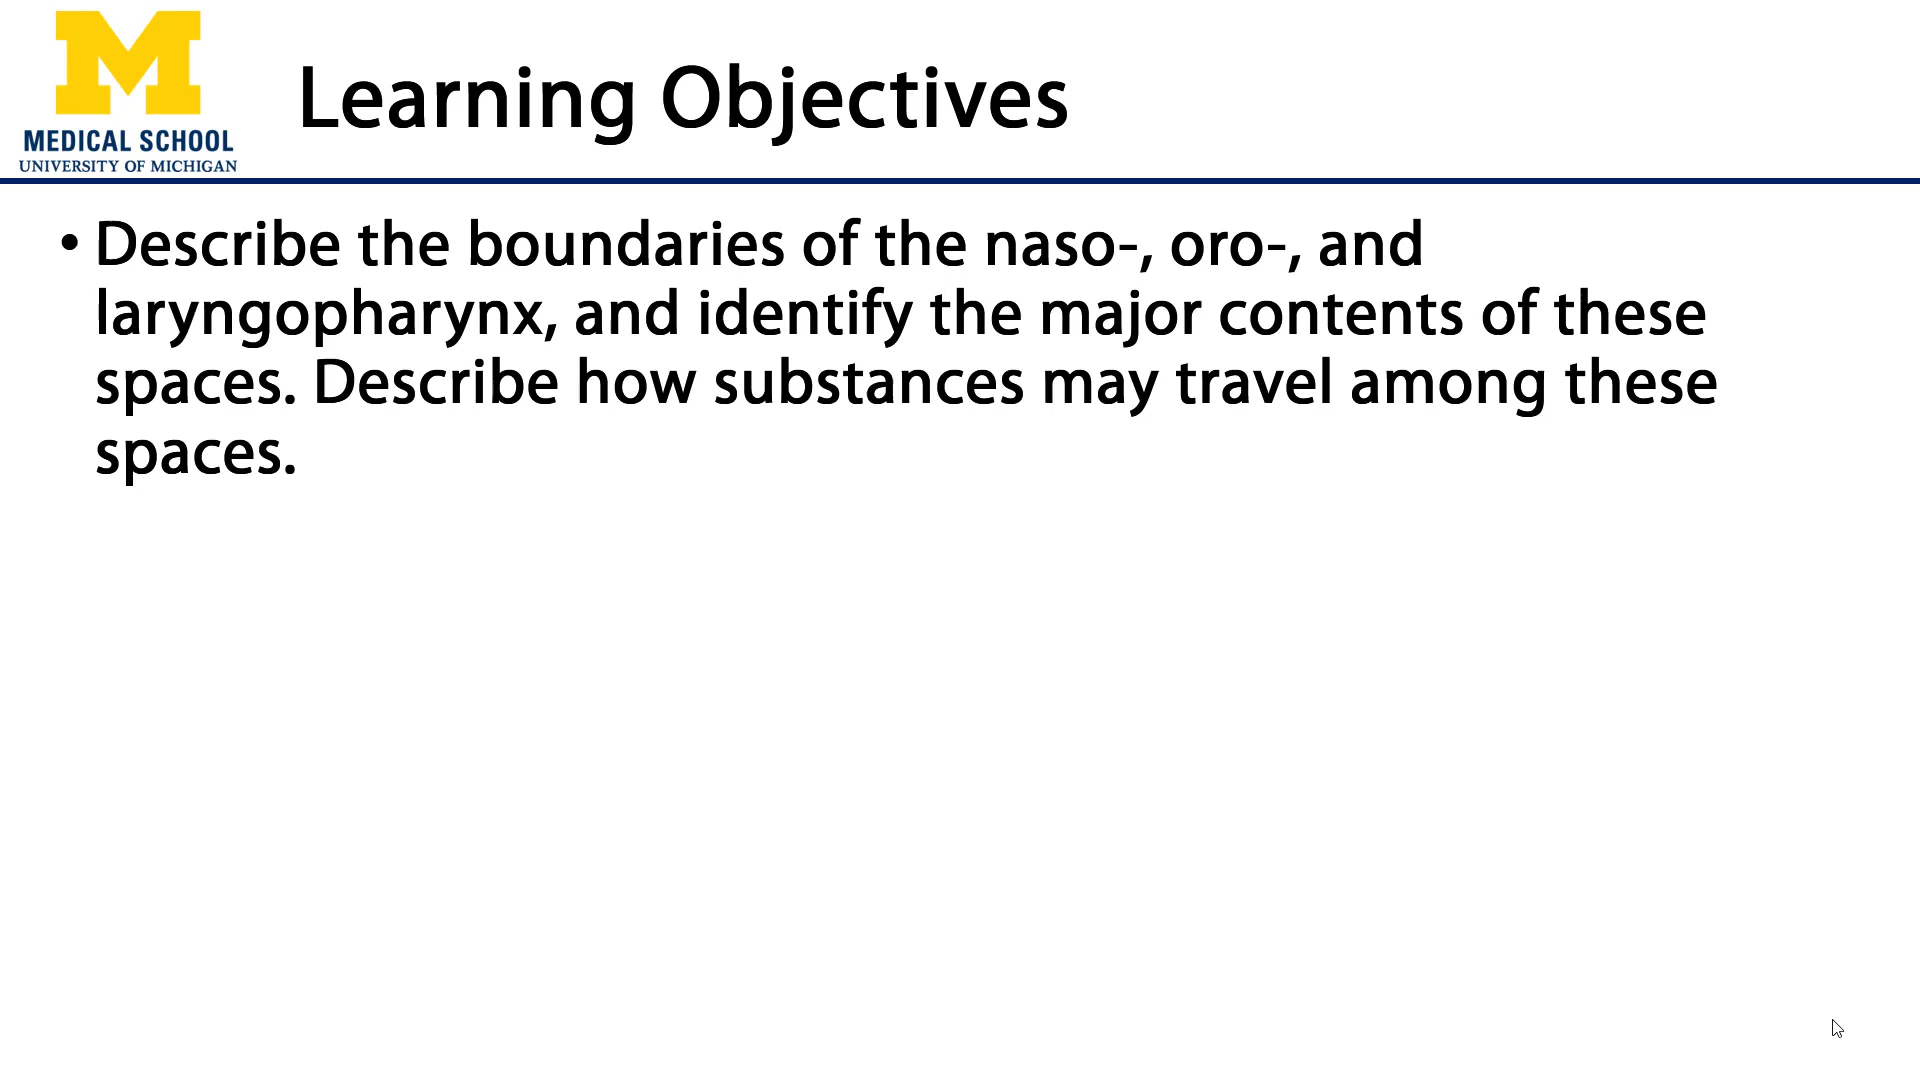 M
MEDICAL SCHOOL
UNIVERSITY OF MICHIGAN
Learning Objectives
• Describe the boundaries of the naso-, oro-, and
laryngopharynx, and identify the major contents of these
spaces. Describe how substances may travel among these
spaces.